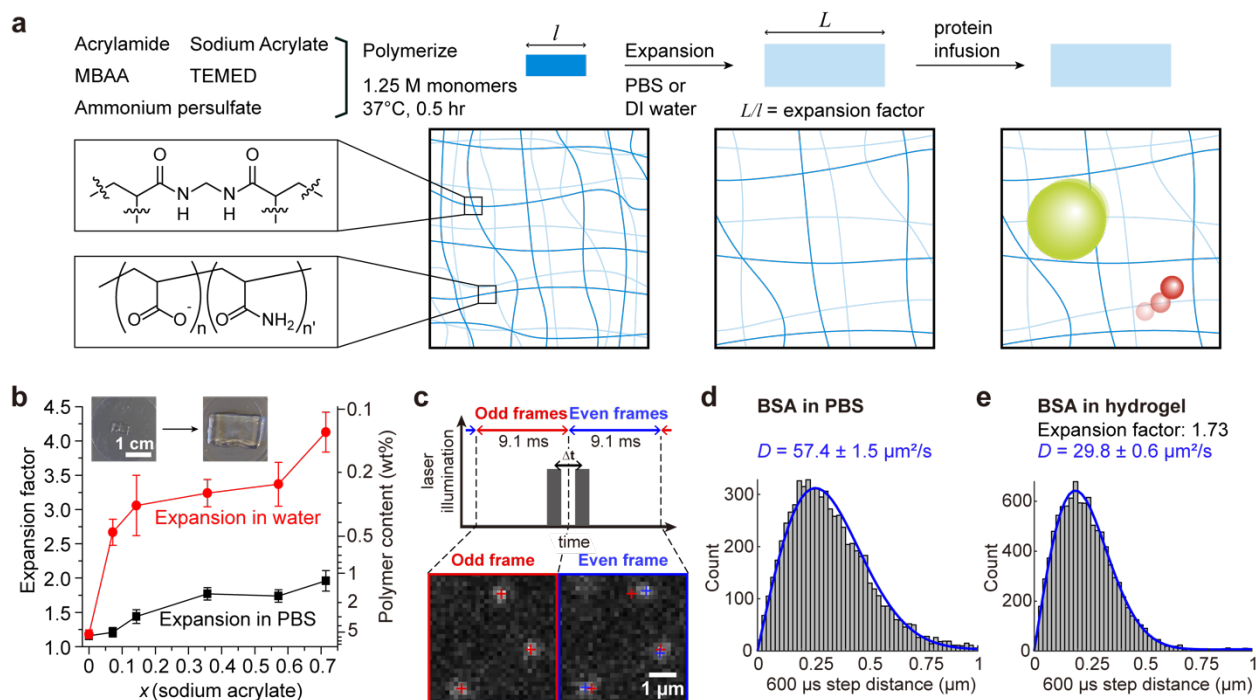 a
Acrylamide Sodium Acrylate
MBAA TEMED
Ammonium persulfate
Polymerize
1.25 M monomers
37°C, 0.5 hr
l
Expansion
PBS or
DI water
L
L/l = expansion factor
protein
infusion
O O
N N
H H
O O- n
O NH2 n'
b
Expansion factor
4.5
4.0
3.5
3.0
2.5
2.0
1.5
1.0
1 cm
Expansion in water
Expansion in PBS
0 0.1 0.2 0.3 0.4 0.5 0.6 0.7
x (sodium acrylate)
0.1
0.2
0.5
1
2
5
Polymer content (wt%)
c
Odd frames Even frames
9.1 ms 9.1 ms
Δt
laser
illumination
time
Odd frame Even frame
1 µm
d
BSA in PBS
D = 57.4 ± 1.5 µm²/s
Count
300
200
100
0
0 0.25 0.5 0.75 1
600 µs step distance (µm)
e
BSA in hydrogel
Expansion factor: 1.73
D = 29.8 ± 0.6 µm²/s
Count
600
400
200
0
0 0.25 0.5 0.75 1
600 µs step distance (µm)